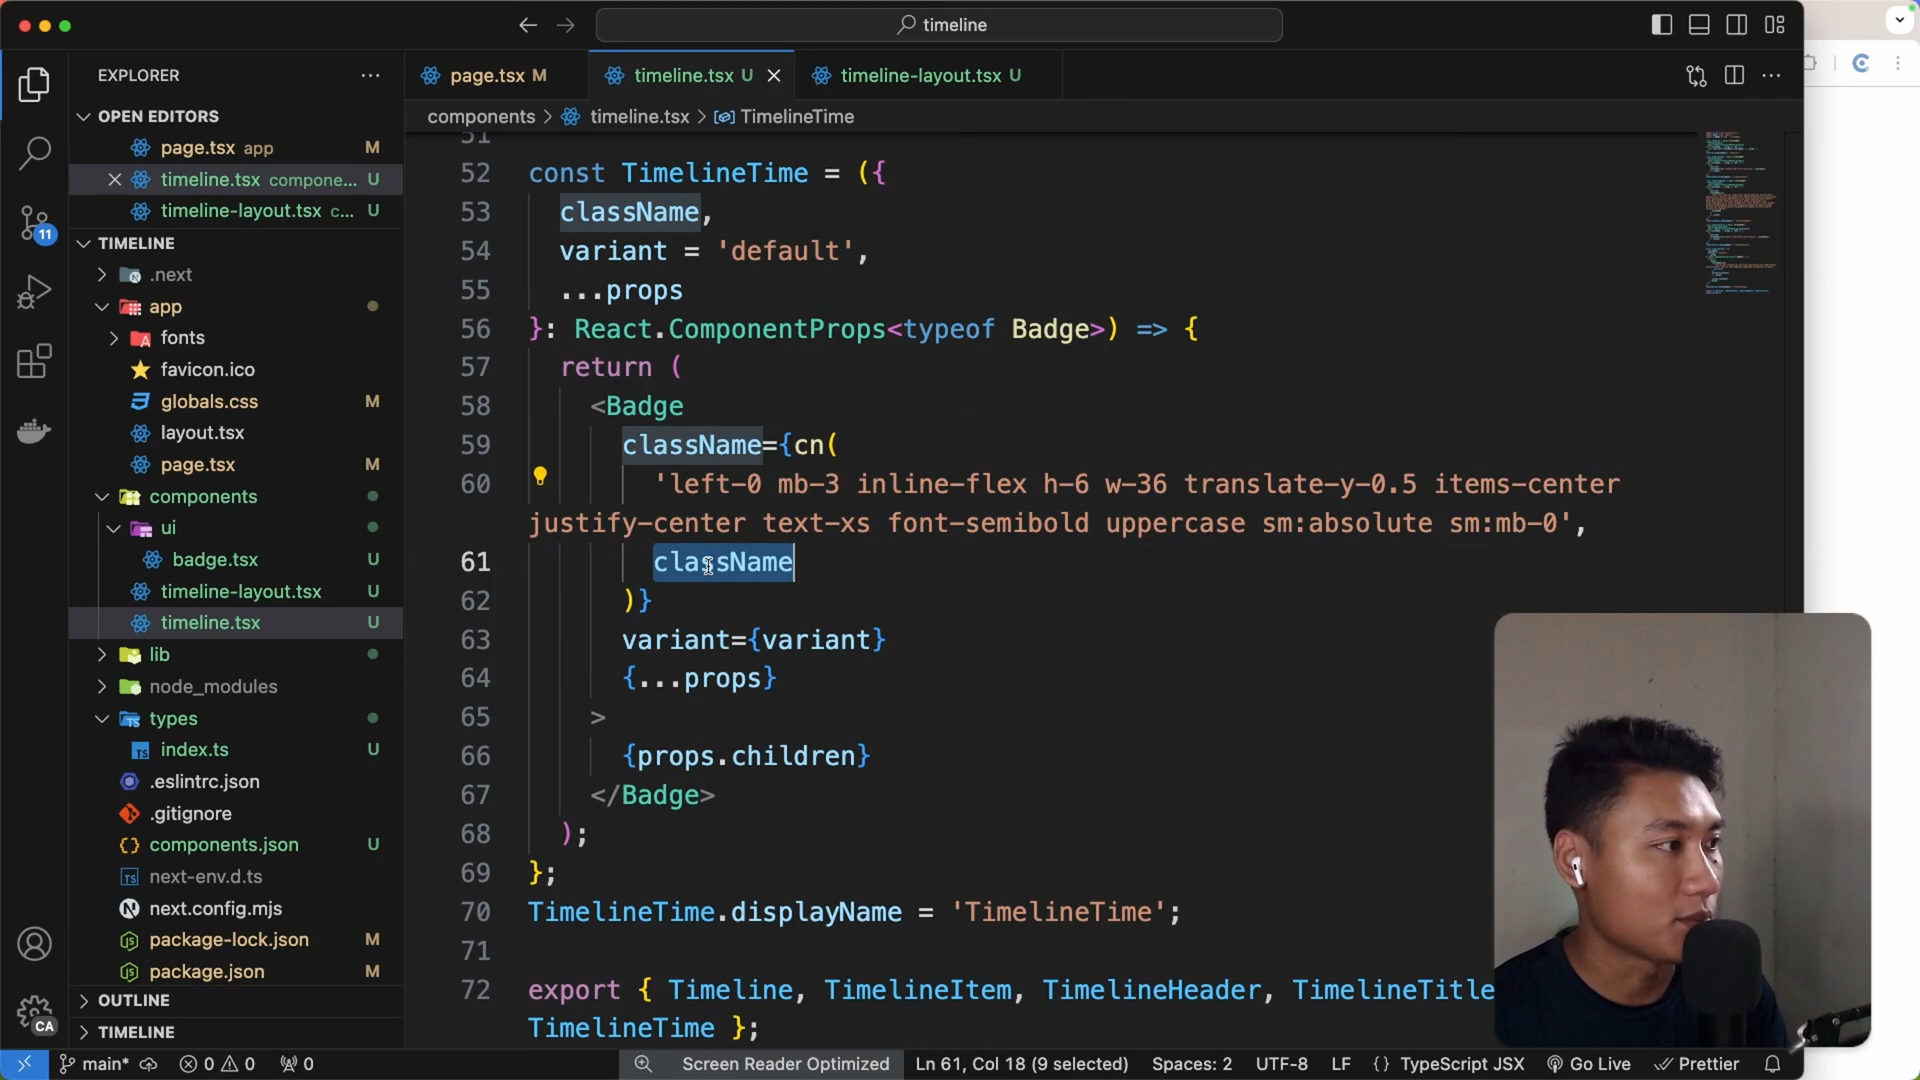 timeline
EXPLORER
OPEN EDITORS
page.tsx app M
timeline.tsx compone... U
timeline-layout.tsx c... U
TIMELINE
.next
app
fonts
favicon.ico
globals.css M
layout.tsx
page.tsx M
components
ui
badge.tsx U
timeline-layout.tsx U
timeline.tsx U
lib
node_modules
types
index.ts U
.eslintrc.json
.gitignore
components.json U
next-env.d.ts
next.config.mjs
package-lock.json M
package.json M
OUTLINE
TIMELINE
11
CA
page.tsx M
timeline.tsx U
timeline-layout.tsx U
components > timeline.tsx > TimelineTime
51
52 const TimelineTime = ({
53 className,
54 variant = 'default',
55 ...props
56 }: React.ComponentProps<typeof Badge>) => {
57 return (
58 <Badge
59 className={cn(
60 'left-0 mb-3 inline-flex h-6 w-36 translate-y-0.5 items-center
justify-center text-xs font-semibold uppercase sm:absolute sm:mb-0',
61 className
62 )}
63 variant={variant}
64 {...props}
65 >
66 {props.children}
67 </Badge>
68 );
69 };
70 TimelineTime.displayName = 'TimelineTime';
71
72 export { Timeline, TimelineItem, TimelineHeader, TimelineTitle
TimelineTime };
main* 0 0 0 Screen Reader Optimized Ln 61, Col 18 (9 selected) Spaces: 2 UTF-8 LF {} TypeScript JSX Go Live Prettier